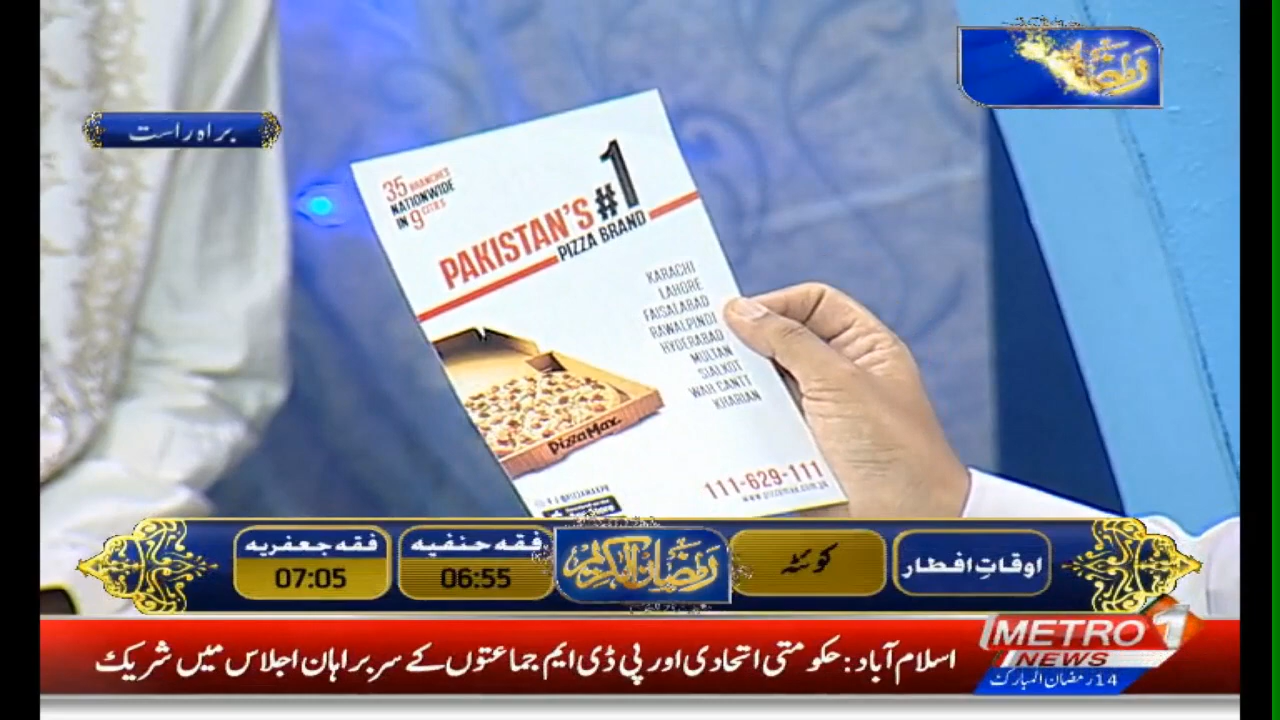 رمضان
براہ راست
35 BRANCHES
NATIONWIDE
IN 9 CITIES
PAKISTAN'S #1
PIZZA BRAND
KARACHI
LAHORE
FAISALABAD
RAWALPINDI
HYDERABAD
MULTAN
SIALKOT
WAH CANTT
KHARIAN
PizzaMax.
111-629-111
www.pizzamax.com.pk
اوقاتِ افطار
کوئٹہ
رمضان الکریم
فقہ حنفیہ
06:55
فقہ جعفریہ
07:05
METRO 1
NEWS
14 رمضان المبارک
اسلام آباد : حکومتی اتحادی اور پی ڈی ایم جماعتوں کے سربراہان اجلاس میں شریک